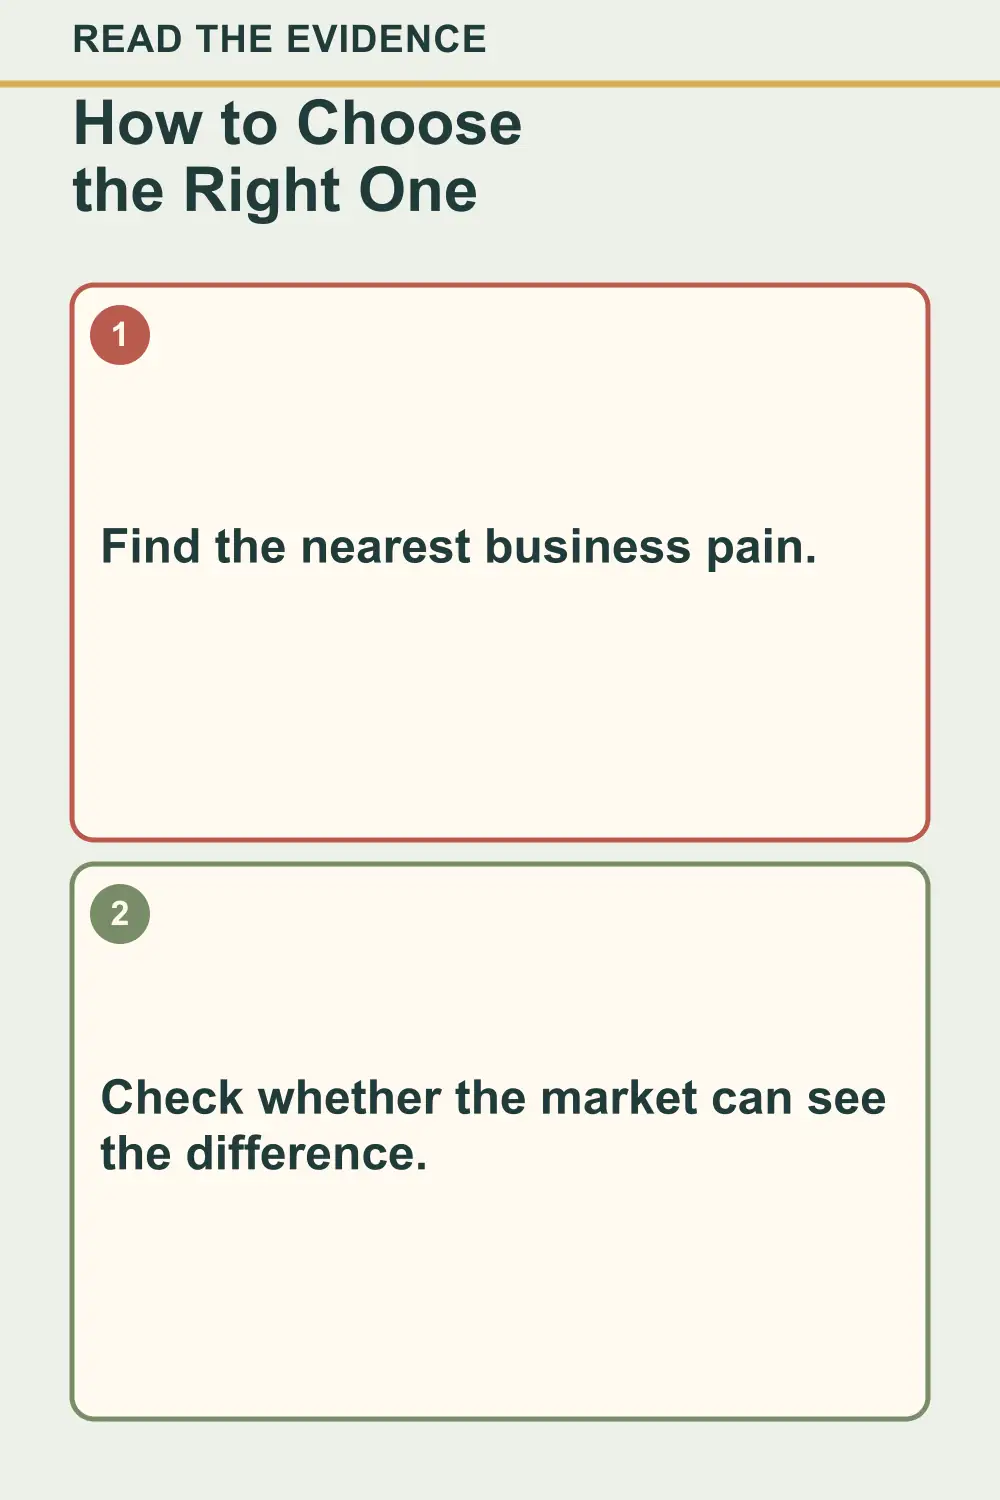 READ THE EVIDENCE
How to Choose
the Right One
1
Find the nearest business pain.
2
Check whether the market can see
the difference.